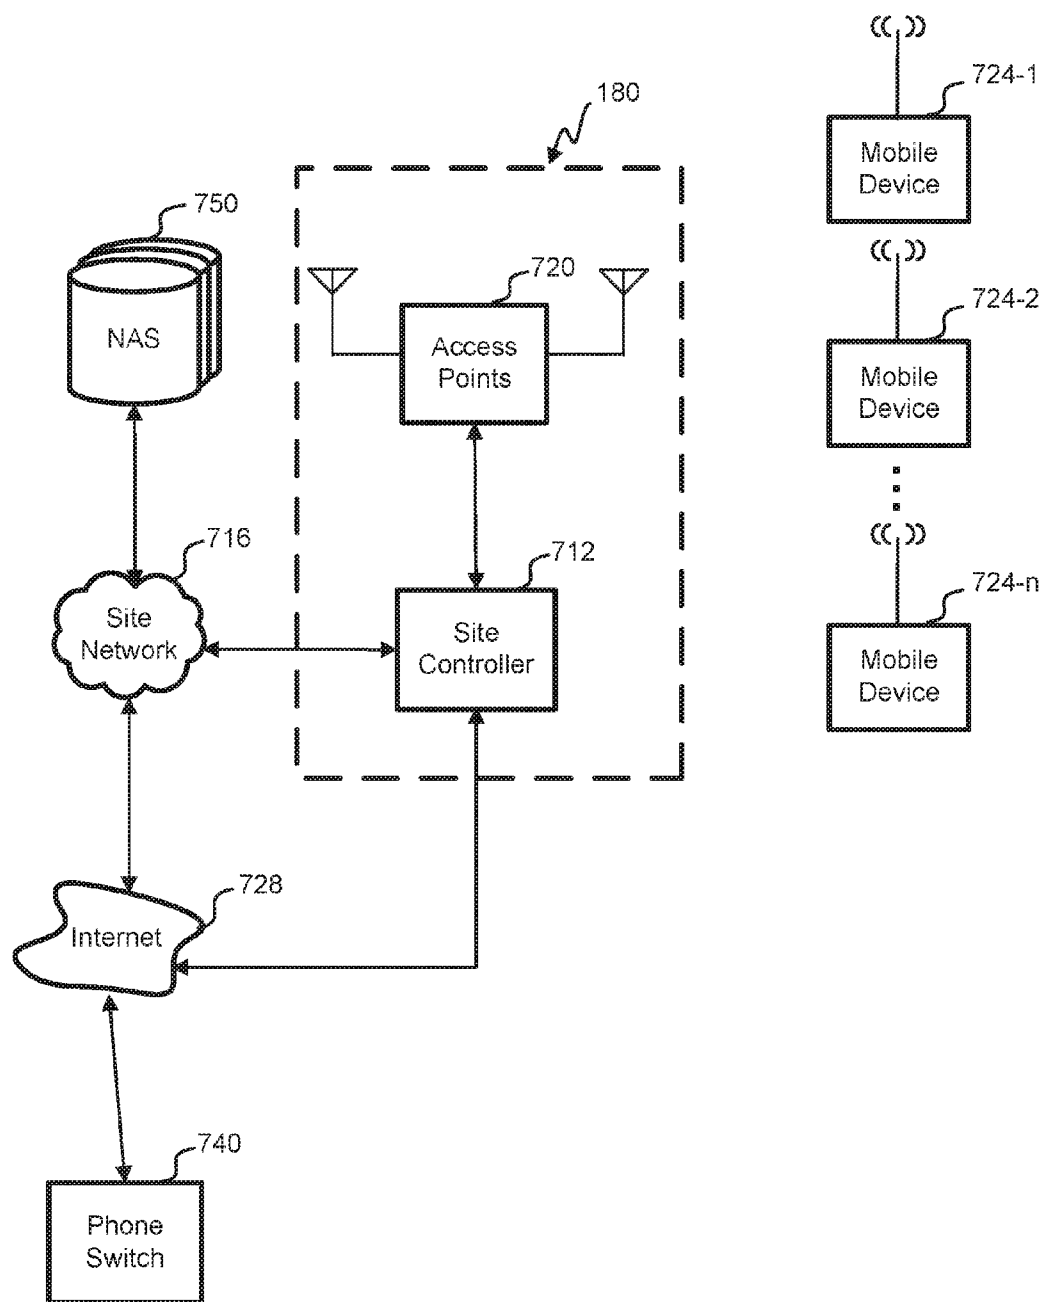 180
724-1
Mobile
Device
750
NAS
720
Access
Points
724-2
Mobile
Device
716
Site
Network
712
Site
Controller
724-n
Mobile
Device
728
Internet
740
Phone
Switch